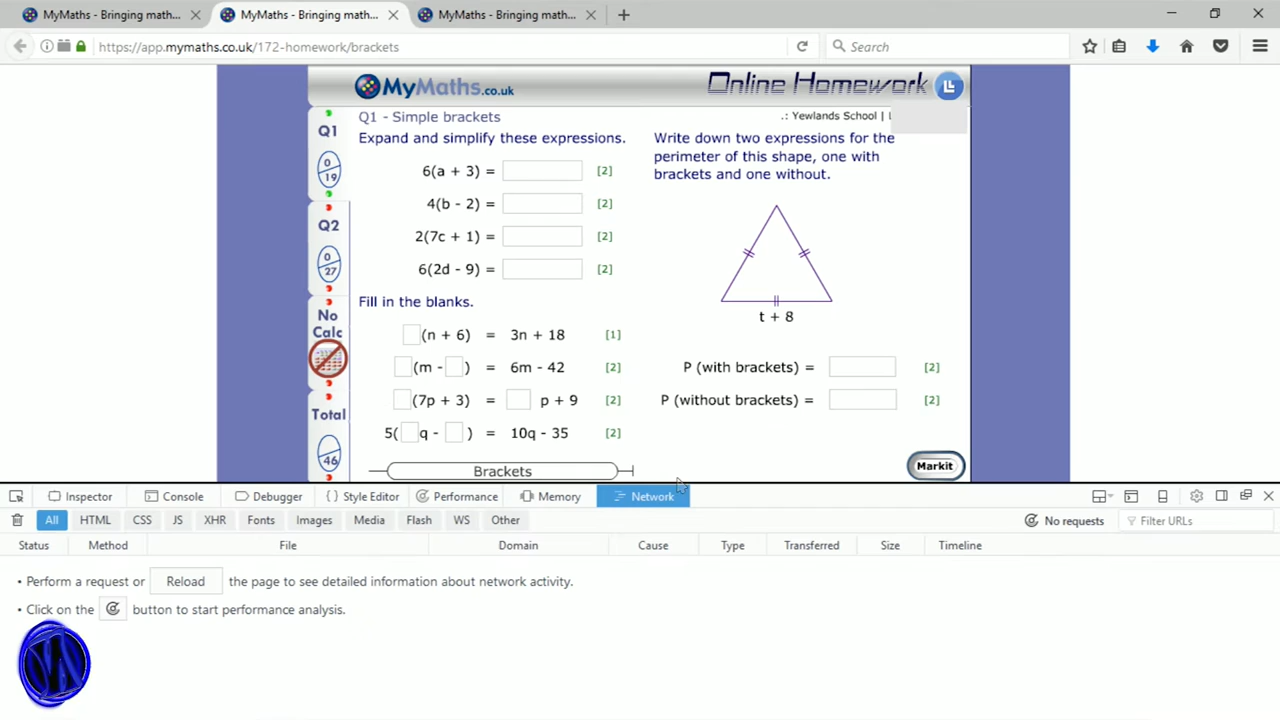 MyMaths - Bringing math...
MyMaths - Bringing math...
MyMaths - Bringing math...
https://app.mymaths.co.uk/172-homework/brackets
Search
MyMaths.co.uk
Online Homework
Q1 - Simple brackets
.: Yewlands School |
Expand and simplify these expressions.
6(a + 3) = [2]
4(b - 2) = [2]
2(7c + 1) = [2]
6(2d - 9) = [2]
Fill in the blanks.
(n + 6) = 3n + 18 [1]
(m - ) = 6m - 42 [2]
(7p + 3) = p + 9 [2]
5( q - ) = 10q - 35 [2]
Brackets
Write down two expressions for the
perimeter of this shape, one with
brackets and one without.
t + 8
P (with brackets) = [2]
P (without brackets) = [2]
Markit
Q1
0
19
Q2
0
27
No
Calc
Total
46
Inspector Console Debugger Style Editor Performance Memory Network
All HTML CSS JS XHR Fonts Images Media Flash WS Other No requests Filter URLs
Status Method File Domain Cause Type Transferred Size Timeline
• Perform a request or Reload the page to see detailed information about network activity.
• Click on the button to start performance analysis.